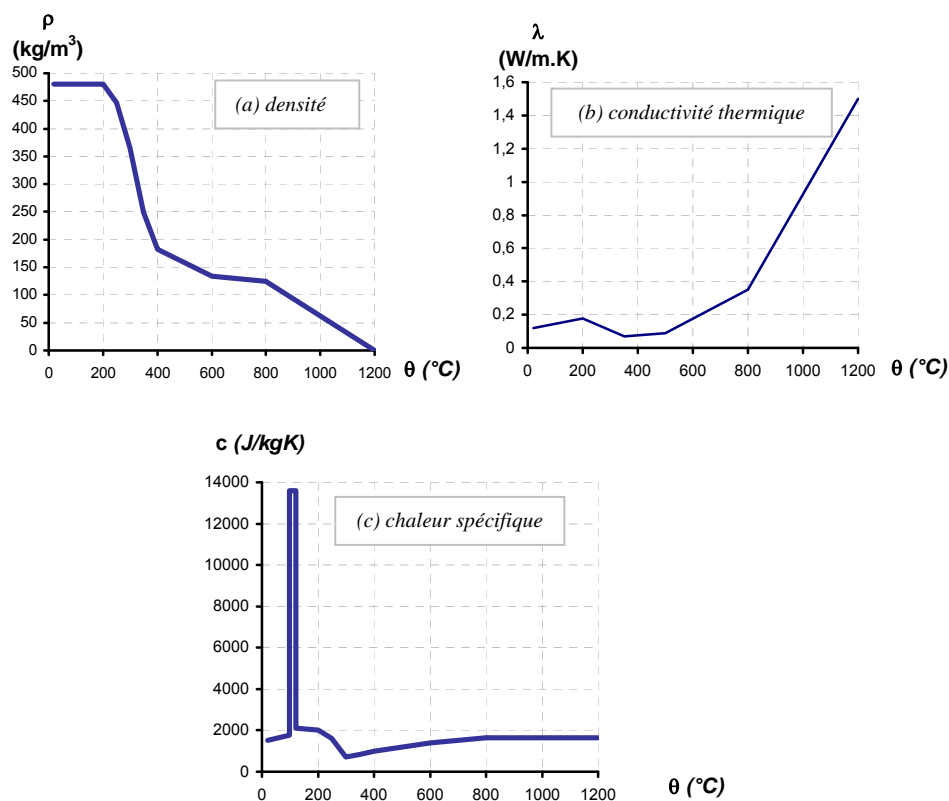 ρ
(kg/m³)
500
450
400
350
300
250
200
150
100
50
0
(a) densité
0 200 400 600 800 1000 1200 θ (°C)
λ
(W/m.K)
1,6
1,4
1,2
1
0,8
0,6
0,4
0,2
0
(b) conductivité thermique
0 200 400 600 800 1000 1200 θ (°C)
c (J/kgK)
14000
12000
10000
8000
6000
4000
2000
0
(c) chaleur spécifique
0 200 400 600 800 1000 1200 θ (°C)